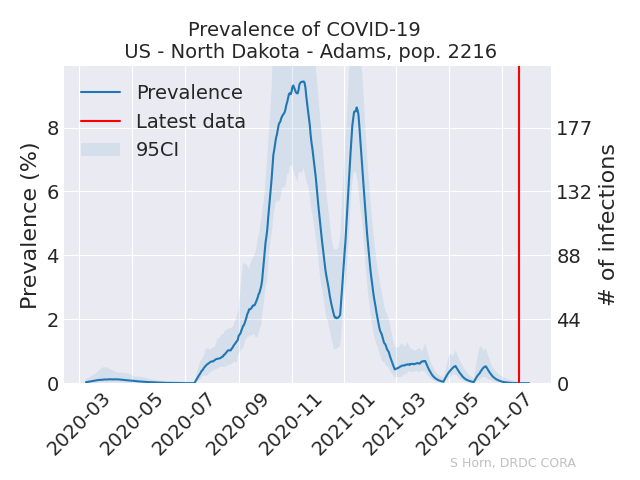 Prevalence of COVID-19
US - North Dakota - Adams, pop. 2216
Prevalence
Latest data
95CI
Prevalence (%)
8
6
4
2
0
177
132
88
44
0
# of infections
2020-03
2020-05
2020-07
2020-09
2020-11
2021-01
2021-03
2021-05
2021-07
S Horn, DRDC CORA